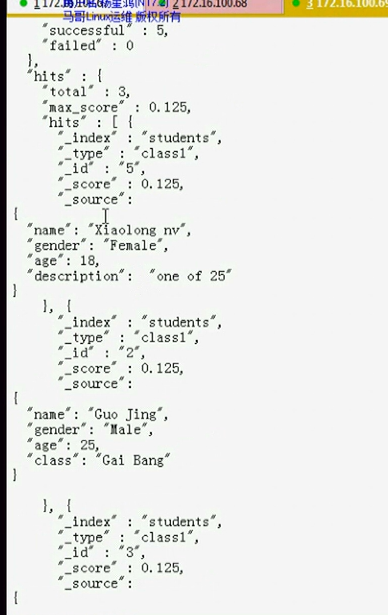 2 172.16.100.68
3 172.16.100.69
马哥Linux运维 版权所有
"successful" : 5,
"failed" : 0
},
"hits" : {
"total" : 3,
"max_score" : 0.125,
"hits" : [ {
"_index" : "students",
"_type" : "class1",
"_id" : "5",
"_score" : 0.125,
"_source":
{
"name": "Xiaolong nv",
"gender": "Female",
"age": 18,
"description":  "one of 25"
}
}, {
"_index" : "students",
"_type" : "class1",
"_id" : "2",
"_score" : 0.125,
"_source":
{
"name": "Guo Jing",
"gender": "Male",
"age": 25,
"class": "Gai Bang"
}
}, {
"_index" : "students",
"_type" : "class1",
"_id" : "3",
"_score" : 0.125,
"_source":
{